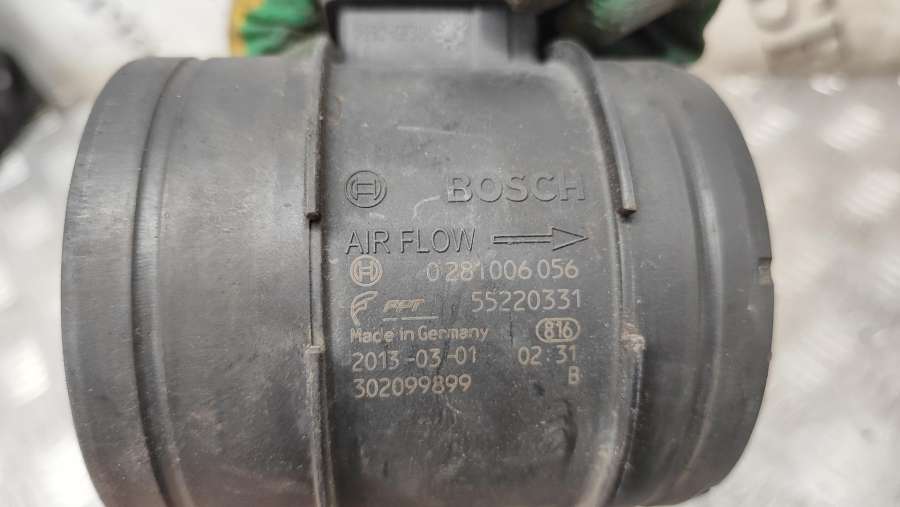 BOSCH
AIR FLOW
0 281 006 056
FPT 55220331
Made in Germany 816
2013-03-01 02:31
302099899 B